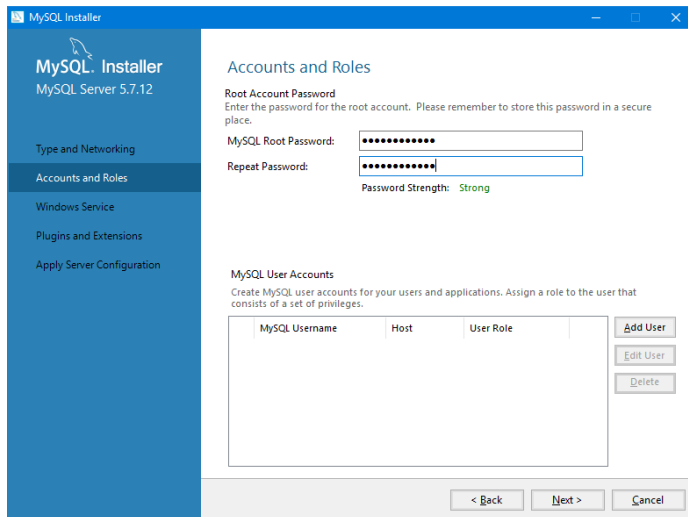 MySQL Installer
MySQL. Installer
MySQL Server 5.7.12
Type and Networking
Accounts and Roles
Windows Service
Plugins and Extensions
Apply Server Configuration
Accounts and Roles
Root Account Password
Enter the password for the root account. Please remember to store this password in a secure
place.
MySQL Root Password: ●●●●●●●●●●●●
Repeat Password: ●●●●●●●●●●●●
Password Strength: Strong
MySQL User Accounts
Create MySQL user accounts for your users and applications. Assign a role to the user that
consists of a set of privileges.
MySQL Username Host User Role
Add User
Edit User
Delete
< Back Next > Cancel